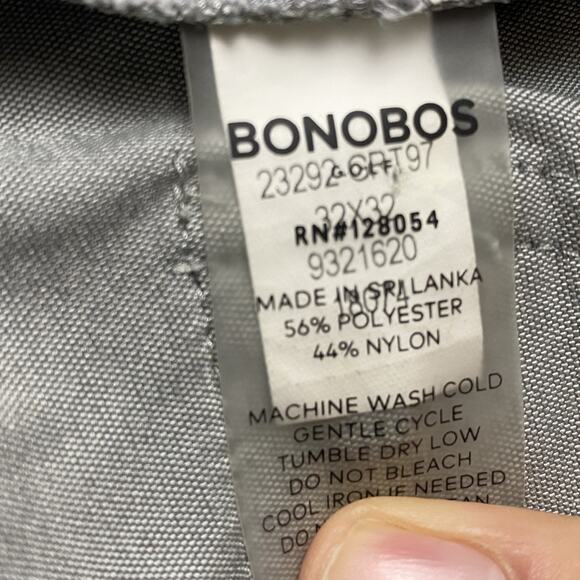 BONOBOS
GOLF
23292-GPT97
32X32
RN#128054
9321620
MADE IN SRI LANKA
56% POLYESTER
44% NYLON
MACHINE WASH COLD
GENTLE CYCLE
TUMBLE DRY LOW
DO NOT BLEACH
COOL IRON IF NEEDED
DO